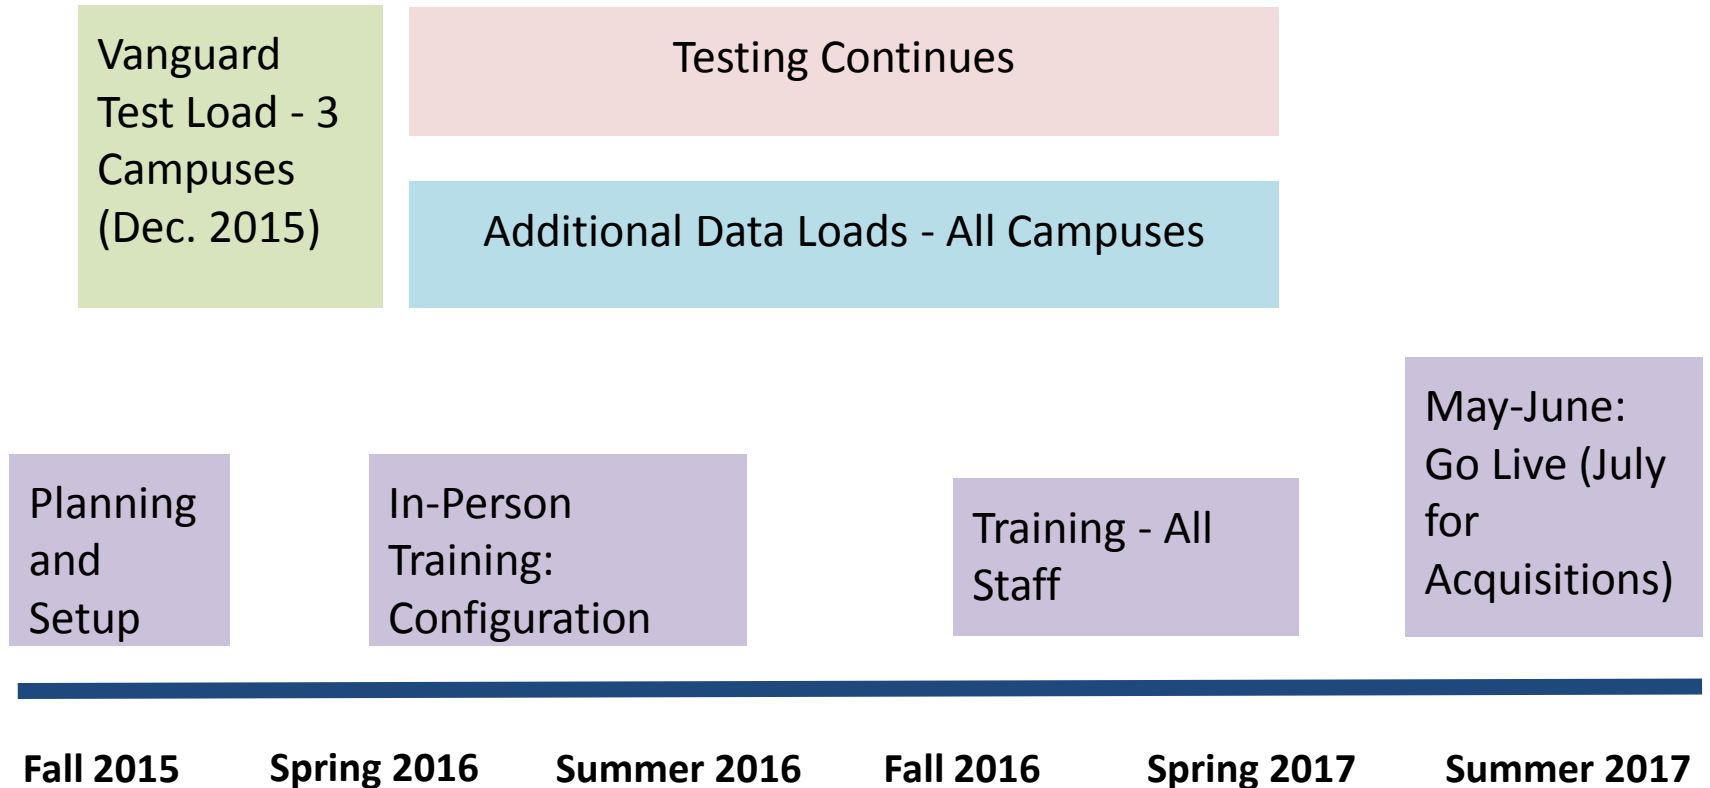 Vanguard
Test Load - 3
Campuses
(Dec. 2015)
Testing Continues
Additional Data Loads - All Campuses
Planning
and
Setup
In-Person
Training:
Configuration
Training - All
Staff
May-June:
Go Live (July
for
Acquisitions)
Fall 2015
Spring 2016
Summer 2016
Fall 2016
Spring 2017
Summer 2017